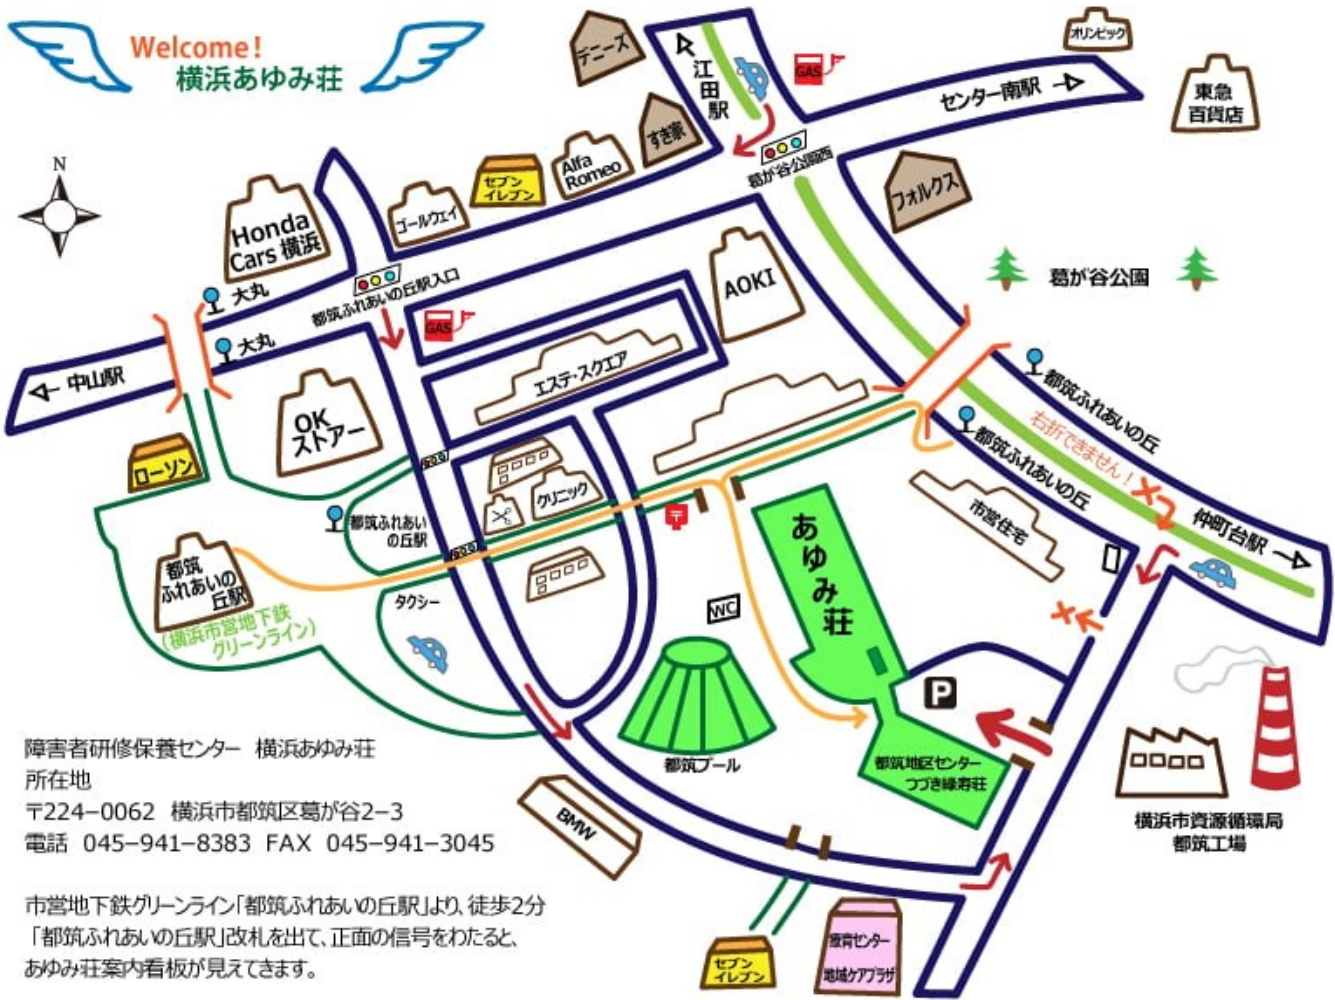 Welcome!
横浜あゆみ荘
デニーズ
江田駅
GAS
オリンピック
センター南駅
東急
百貨店
すき家
Alfa
Romeo
セブン
イレブン
葛が谷公園西
フォルクス
N
Honda
Cars 横浜
ゴールウェイ
葛が谷公園
大丸
都筑ふれあいの丘駅入口
AOKI
大丸
GAS
中山駅
エステ・スクエア
都筑ふれあいの丘
OK
ストアー
都筑ふれあいの丘
右折できません!
ローソン
クリニック
市営住宅
仲町台駅
都筑ふれあい
の丘駅
〒
あゆみ荘
都筑
ふれあいの
丘駅
(横浜市営地下鉄
グリーンライン)
タクシー
WC
P
都筑プール
都筑地区センター
つづき緑寿荘
横浜市資源循環局
都筑工場
BMW
障害者研修保養センター 横浜あゆみ荘
所在地
〒224-0062 横浜市都筑区葛が谷2-3
電話 045-941-8383 FAX 045-941-3045
市営地下鉄グリーンライン「都筑ふれあいの丘駅」より、徒歩2分
「都筑ふれあいの丘駅」改札を出て、正面の信号をわたると、
あゆみ荘案内看板が見えてきます。
セブン
イレブン
療育センター
地域ケアプラザ